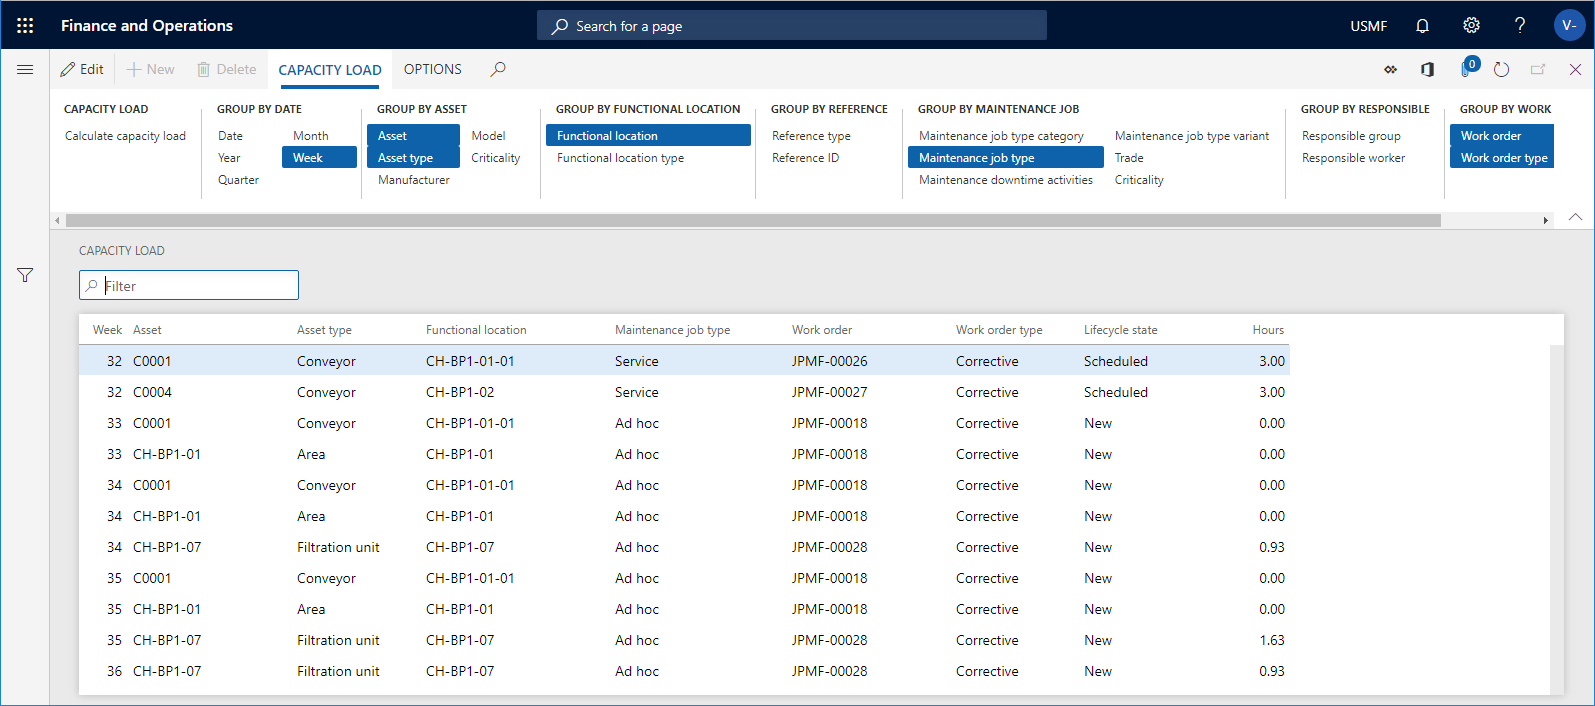 Finance and Operations Search for a page USMF ? V-
Edit New Delete CAPACITY LOAD OPTIONS 0
CAPACITY LOAD GROUP BY DATE GROUP BY ASSET GROUP BY FUNCTIONAL LOCATION GROUP BY REFERENCE GROUP BY MAINTENANCE JOB GROUP BY RESPONSIBLE GROUP BY WORK
Calculate capacity load Date Month Asset Model Functional location Reference type Maintenance job type category Maintenance job type variant Responsible group Work order
Year Week Asset type Criticality Functional location type Reference ID Maintenance job type Trade Responsible worker Work order type
Quarter Manufacturer Maintenance downtime activities Criticality
CAPACITY LOAD
Filter
Week Asset Asset type Functional location Maintenance job type Work order Work order type Lifecycle state Hours
32 C0001 Conveyor CH-BP1-01-01 Service JPMF-00026 Corrective Scheduled 3.00
32 C0004 Conveyor CH-BP1-02 Service JPMF-00027 Corrective Scheduled 3.00
33 C0001 Conveyor CH-BP1-01-01 Ad hoc JPMF-00018 Corrective New 0.00
33 CH-BP1-01 Area CH-BP1-01 Ad hoc JPMF-00018 Corrective New 0.00
34 C0001 Conveyor CH-BP1-01-01 Ad hoc JPMF-00018 Corrective New 0.00
34 CH-BP1-01 Area CH-BP1-01 Ad hoc JPMF-00018 Corrective New 0.00
34 CH-BP1-07 Filtration unit CH-BP1-07 Ad hoc JPMF-00028 Corrective New 0.93
35 C0001 Conveyor CH-BP1-01-01 Ad hoc JPMF-00018 Corrective New 0.00
35 CH-BP1-01 Area CH-BP1-01 Ad hoc JPMF-00018 Corrective New 0.00
35 CH-BP1-07 Filtration unit CH-BP1-07 Ad hoc JPMF-00028 Corrective New 1.63
36 CH-BP1-07 Filtration unit CH-BP1-07 Ad hoc JPMF-00028 Corrective New 0.93